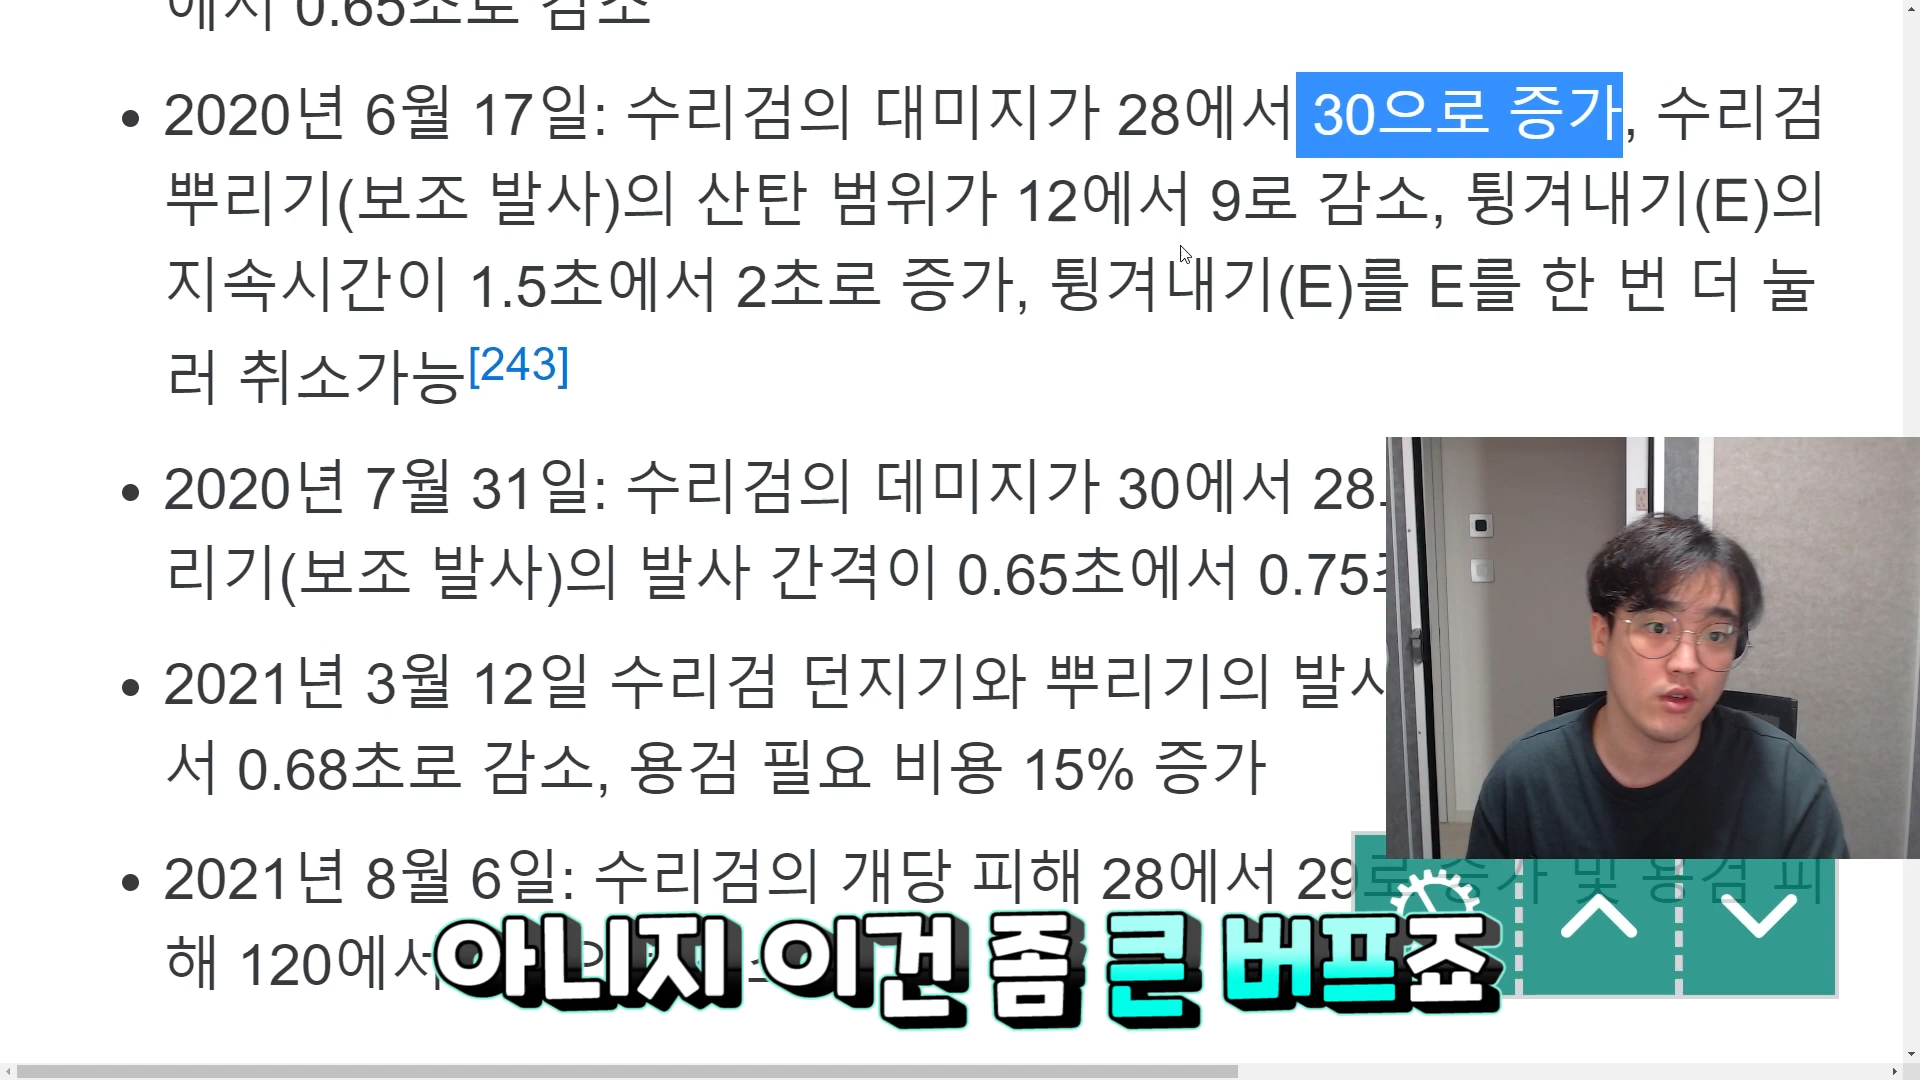 에서 0.65초로 감소
2020년 6월 17일: 수리검의 대미지가 28에서 30으로 증가, 수리검
뿌리기(보조 발사)의 산탄 범위가 12에서 9로 감소, 튕겨내기(E)의
지속시간이 1.5초에서 2초로 증가, 튕겨내기(E)를 E를 한 번 더 눌
러 취소가능[243]
2020년 7월 31일: 수리검의 데미지가 30에서 28
리기(보조 발사)의 발사 간격이 0.65초에서 0.75
2021년 3월 12일 수리검 던지기와 뿌리기의 발사
서 0.68초로 감소, 용검 필요 비용 15% 증가
2021년 8월 6일: 수리검의 개당 피해 28에서 29로 증가 및 용검 피
해 120에서
아니지 이건 좀 큰 버프죠